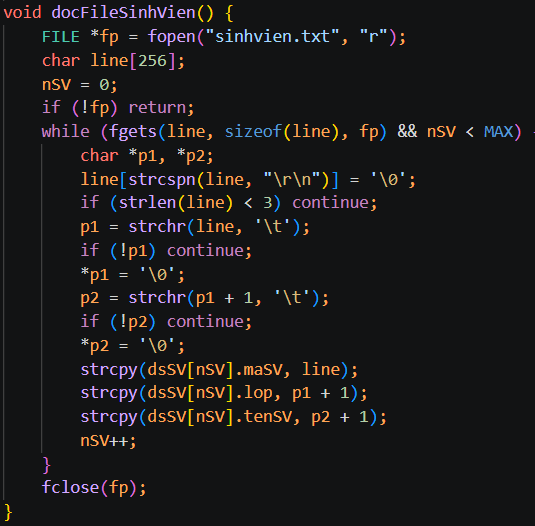 void docFileSinhVien() {
    FILE *fp = fopen("sinhvien.txt", "r");
    char line[256];
    nSV = 0;
    if (!fp) return;
    while (fgets(line, sizeof(line), fp) && nSV < MAX)
        char *p1, *p2;
        line[strcspn(line, "\r\n")] = '\0';
        if (strlen(line) < 3) continue;
        p1 = strchr(line, '\t');
        if (!p1) continue;
        *p1 = '\0';
        p2 = strchr(p1 + 1, '\t');
        if (!p2) continue;
        *p2 = '\0';
        strcpy(dsSV[nSV].maSV, line);
        strcpy(dsSV[nSV].lop, p1 + 1);
        strcpy(dsSV[nSV].tenSV, p2 + 1);
        nSV++;
    }
    fclose(fp);
}